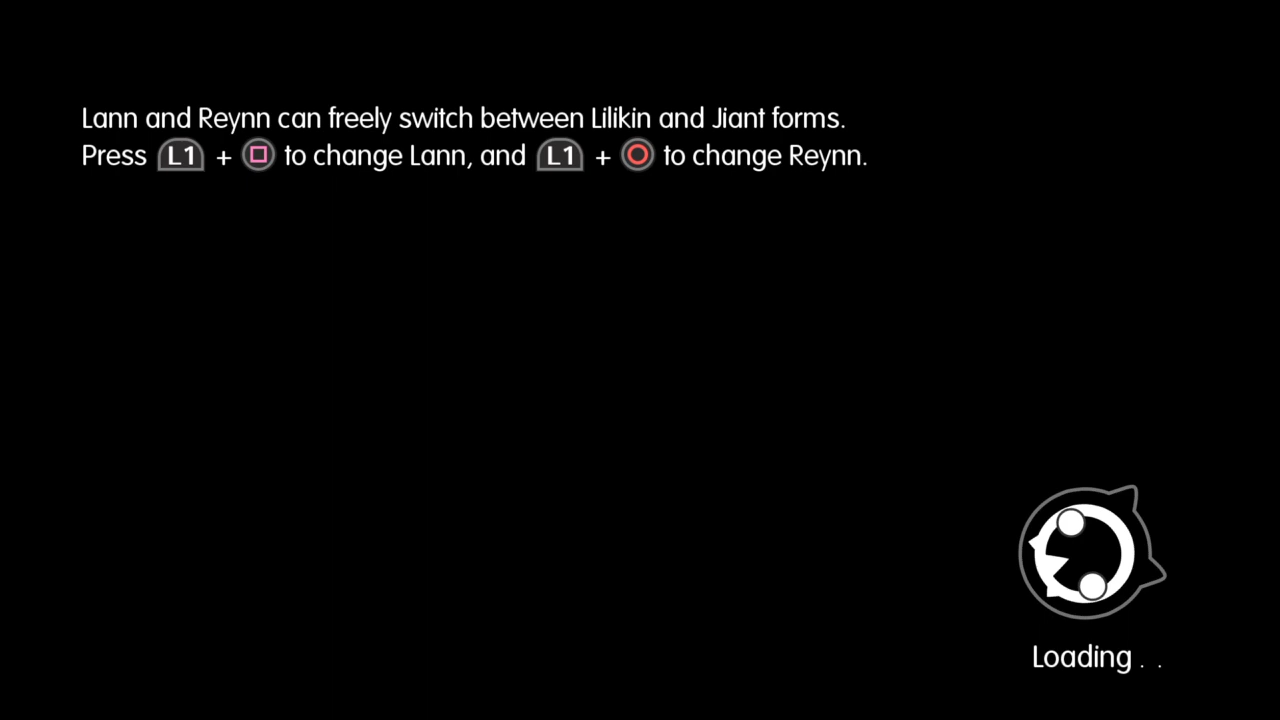 Lann and Reynn can freely switch between Lilikin and Jiant forms.
Press L1 + □ to change Lann, and L1 + ○ to change Reynn.
Loading . .